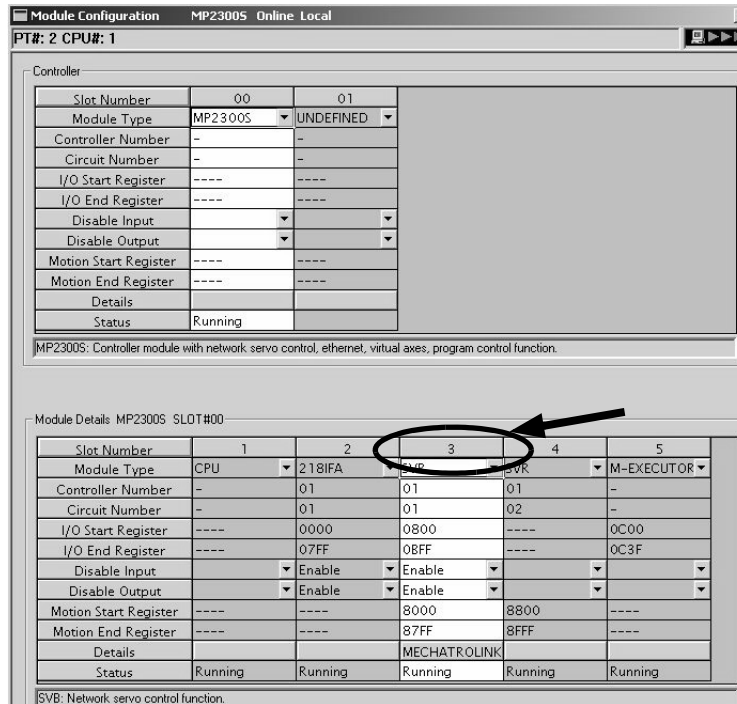 Module Configuration MP2300S Online Local
PT#: 2 CPU#: 1
Controller
Slot Number 00 01
Module Type MP2300S UNDEFINED
Controller Number - -
Circuit Number - -
I/O Start Register ---- ----
I/O End Register ---- ----
Disable Input
Disable Output
Motion Start Register ---- ----
Motion End Register ---- ----
Details
Status Running
MP2300S: Controller module with network servo control, ethernet, virtual axes, program control function.
Module Details MP2300S SLOT#00
Slot Number 1 2 3 4 5
Module Type CPU 218IFA SVB SVR M-EXECUTOR
Controller Number - 01 01 01 -
Circuit Number - 01 01 02 -
I/O Start Register ---- 0000 0800 ---- 0C00
I/O End Register ---- 07FF 0BFF ---- 0C3F
Disable Input Enable Enable
Disable Output Enable Enable
Motion Start Register ---- ---- 8000 8800 ----
Motion End Register ---- ---- 87FF 8FFF ----
Details MECHATROLINK
Status Running Running Running Running Running
SVB: Network servo control function.